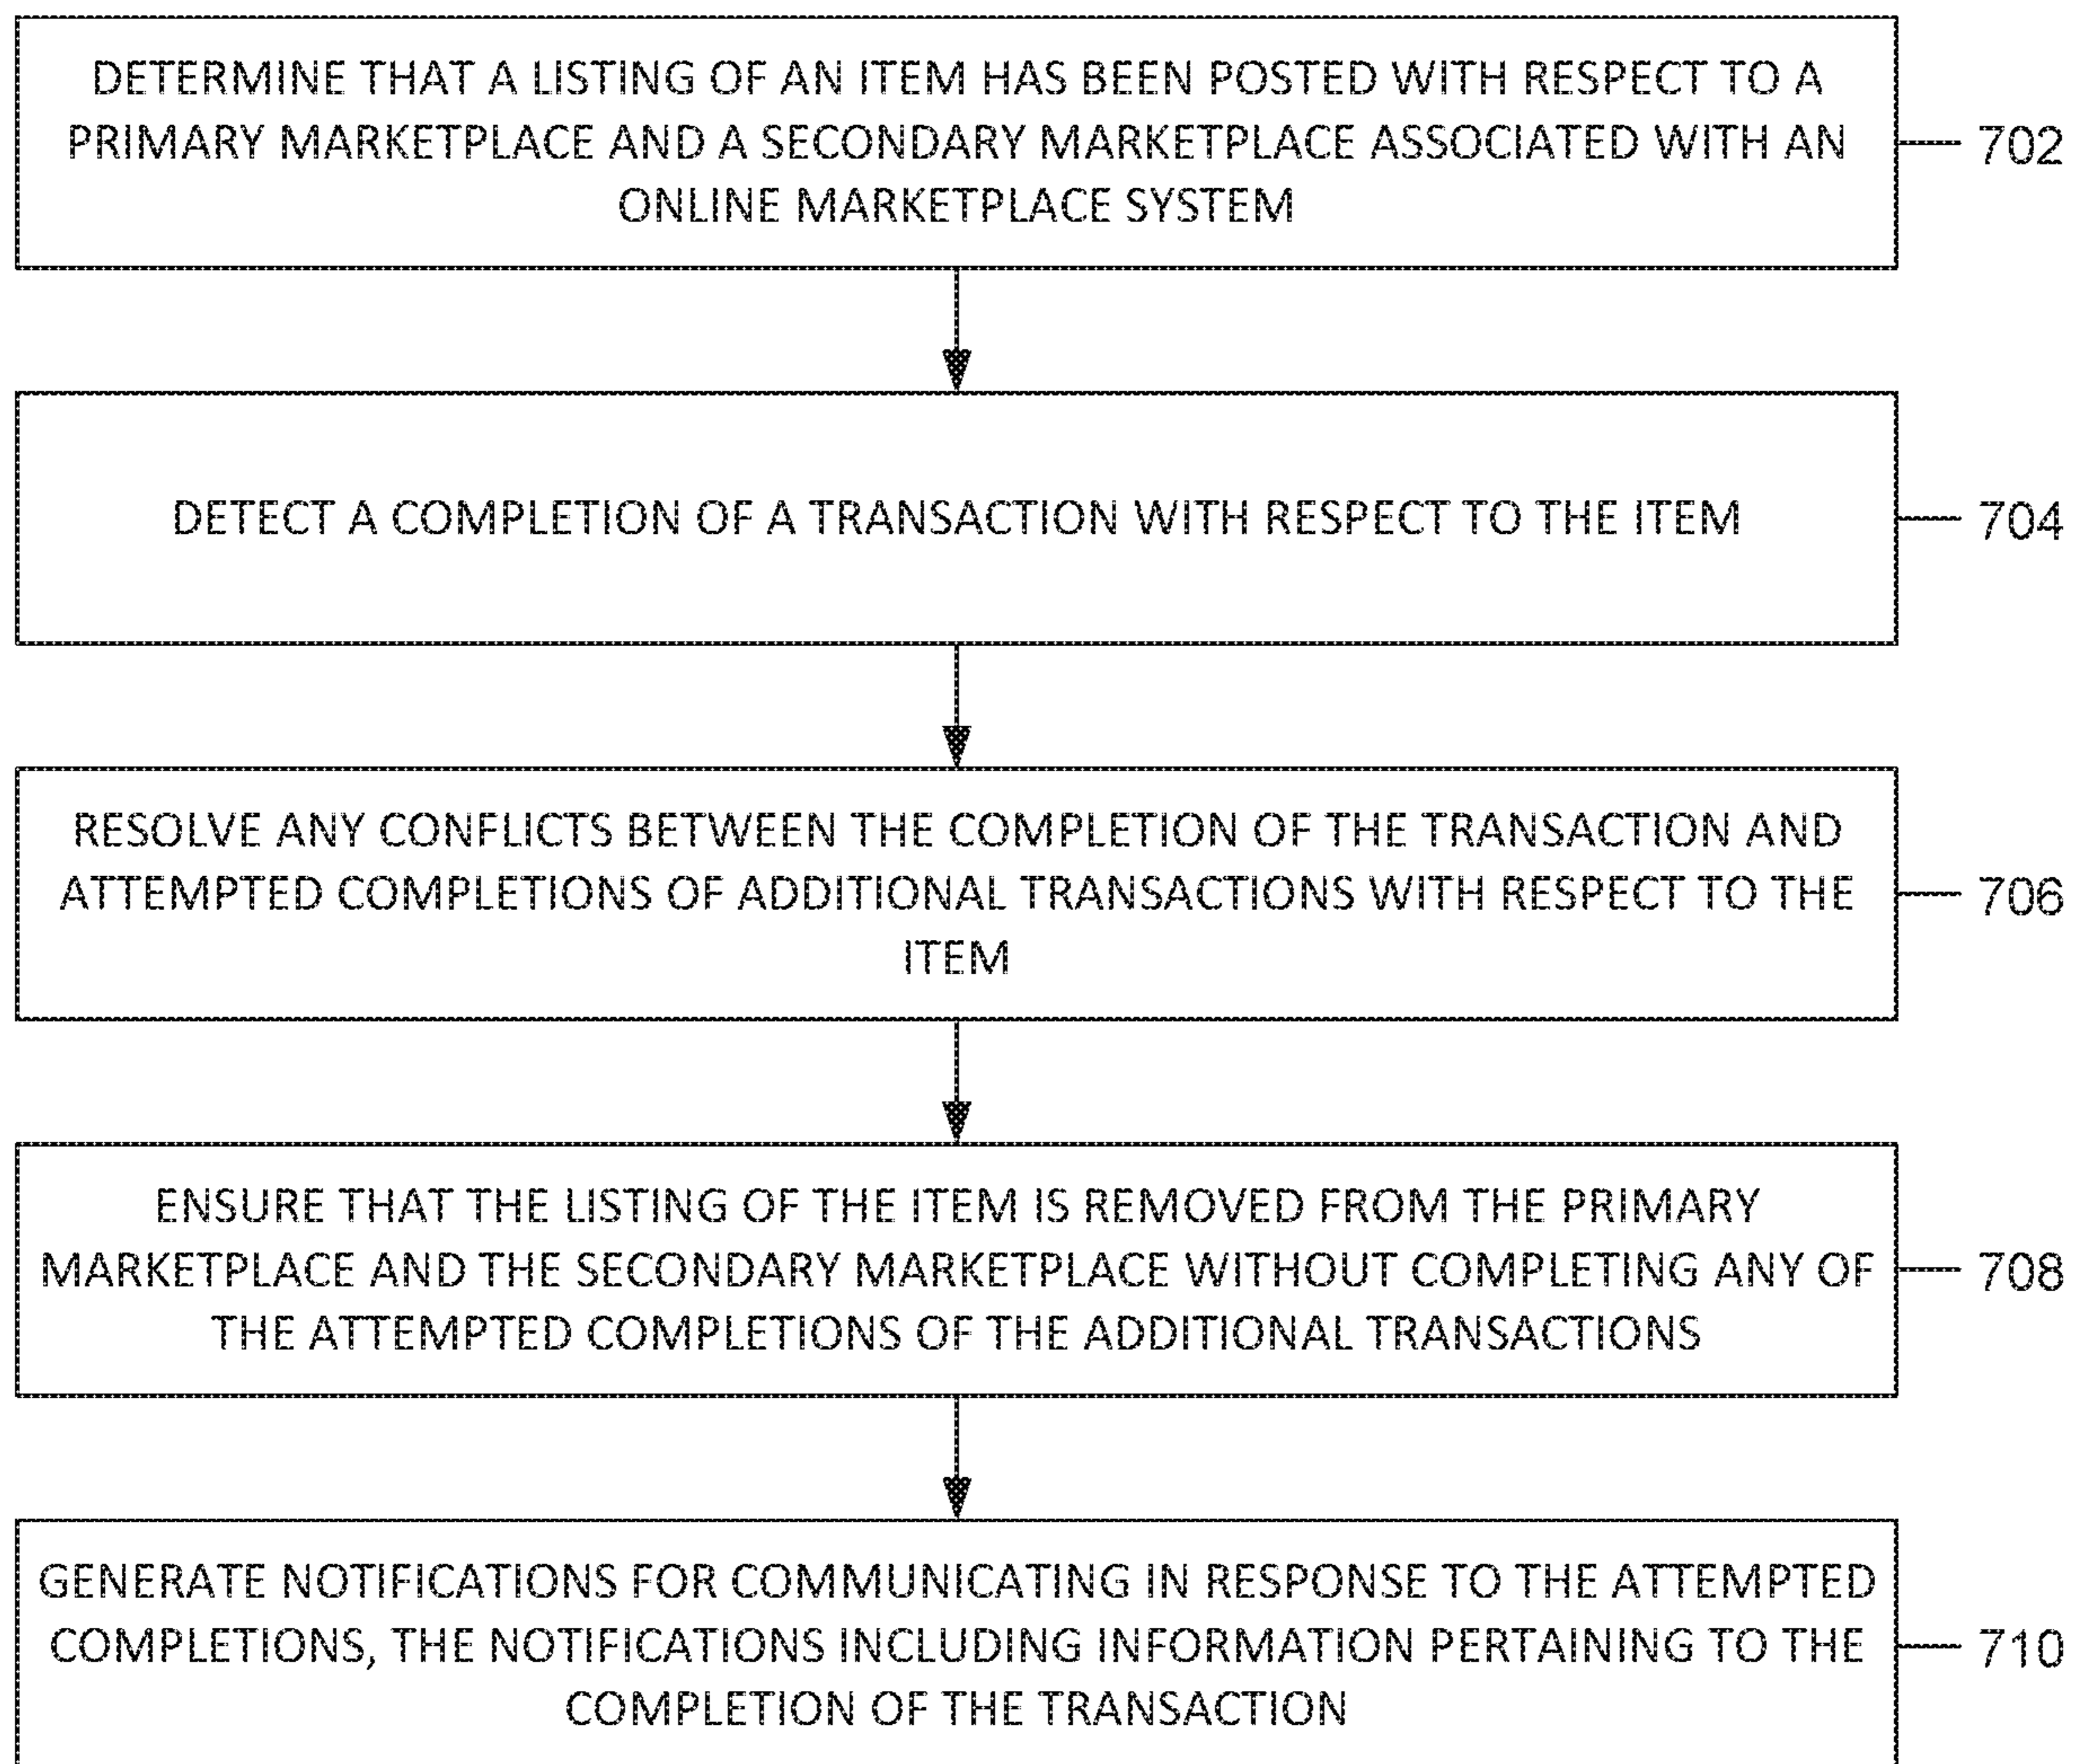 DETERMINE THAT A LISTING OF AN ITEM HAS BEEN POSTED WITH RESPECT TO A
PRIMARY MARKETPLACE AND A SECONDARY MARKETPLACE ASSOCIATED WITH AN
ONLINE MARKETPLACE SYSTEM
702
DETECT A COMPLETION OF A TRANSACTION WITH RESPECT TO THE ITEM
704
RESOLVE ANY CONFLICTS BETWEEN THE COMPLETION OF THE TRANSACTION AND
ATTEMPTED COMPLETIONS OF ADDITIONAL TRANSACTIONS WITH RESPECT TO THE
ITEM
706
ENSURE THAT THE LISTING OF THE ITEM IS REMOVED FROM THE PRIMARY
MARKETPLACE AND THE SECONDARY MARKETPLACE WITHOUT COMPLETING ANY OF
THE ATTEMPTED COMPLETIONS OF THE ADDITIONAL TRANSACTIONS
708
GENERATE NOTIFICATIONS FOR COMMUNICATING IN RESPONSE TO THE ATTEMPTED
COMPLETIONS, THE NOTIFICATIONS INCLUDING INFORMATION PERTAINING TO THE
COMPLETION OF THE TRANSACTION
710